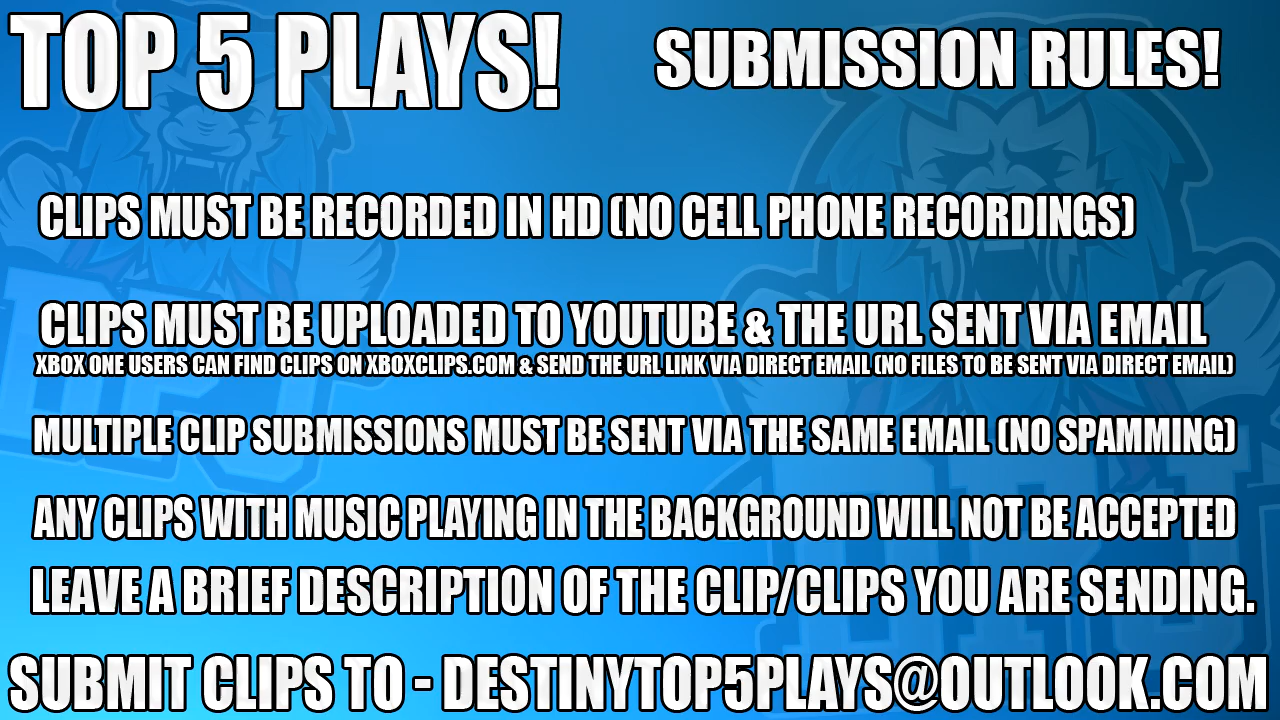 TOP 5 PLAYS!
SUBMISSION RULES!
CLIPS MUST BE RECORDED IN HD (NO CELL PHONE RECORDINGS)
CLIPS MUST BE UPLOADED TO YOUTUBE & THE URL SENT VIA EMAIL
XBOX ONE USERS CAN FIND CLIPS ON XBOXCLIPS.COM & SEND THE URL LINK VIA DIRECT EMAIL (NO FILES TO BE SENT VIA DIRECT EMAIL)
MULTIPLE CLIP SUBMISSIONS MUST BE SENT VIA THE SAME EMAIL (NO SPAMMING)
ANY CLIPS WITH MUSIC PLAYING IN THE BACKGROUND WILL NOT BE ACCEPTED
LEAVE A BRIEF DESCRIPTION OF THE CLIP/CLIPS YOU ARE SENDING.
SUBMIT CLIPS TO - DESTINYTOP5PLAYS@OUTLOOK.COM